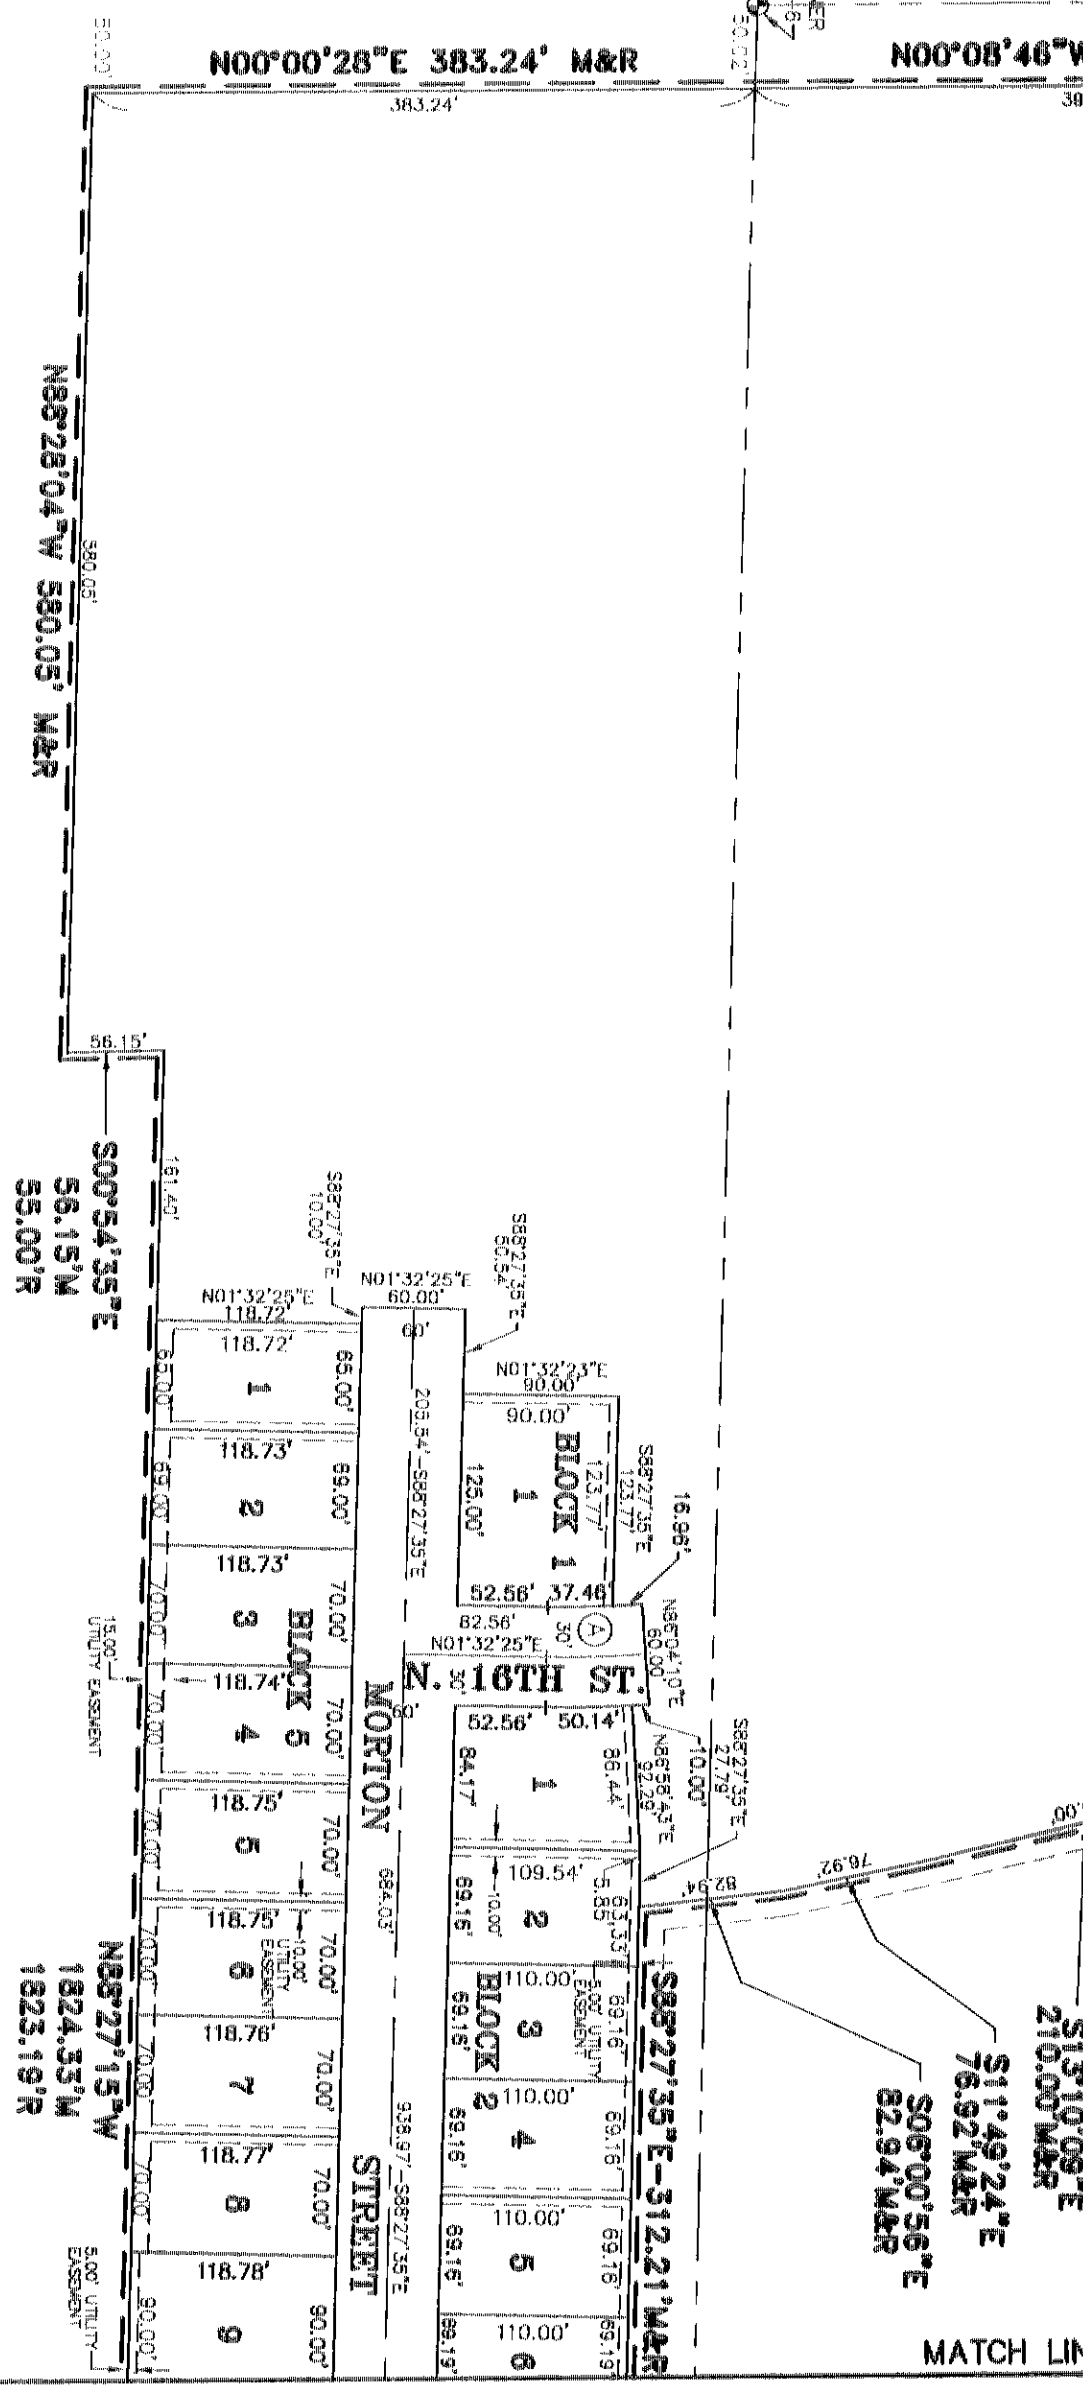 ER
50.00'
N00°00'28"E 383.24' M&R
50.02'
N00°08'46"W
383.24'
39
N88°28'04"W 580.05' M&R
580.05'
56.15'
S00°54'35"E
56.15'M
55.00'R
161.40'
S88°27'35"E
10.00'
N01°32'25"E
60.00'
60'
S88°27'35"E
50.54'
N01°32'25"E
118.72'
118.72'
65.00'
1
65.00'
118.73'
69.00'
2
69.00'
118.73'
70.00'
3
70.00'
BLOCK 5
118.74'
70.00'
4
70.00'
118.75'
70.00'
5
70.00'
118.75'
70.00'
6
70.00'
10.00'
UTILITY
EASEMENT
118.76'
70.00'
7
70.00'
118.77'
70.00'
8
70.00'
118.78'
90.00'
9
90.00'
15.00'
UTILITY EASEMENT
N88°27'15"W
1824.33'M
1823.19'R
5.00' UTILITY
EASEMENT
205.54'-S88°27'35"E
MORTON
STREET
60'
684.03'
938.97'-S88°27'35"E
N01°32'23"E
90.00'
90.00'
BLOCK 1
1
125.00'
123.77'
S88°27'35"E
123.77'
16.96'
52.56' 37.46'
82.56'
30'
A
N01°32'25"E
N. 16TH ST.
30'
N86°04'10"E
60.00'
10.00'
52.56' 50.14'
84.17'
1
86.44'
N86°58'43"E
92.29'
S88°27'35"E
27.79'
109.54'
69.16'
10.00'
2
5.85'
63.33'
110.00'
69.16'
3
69.16'
5.00' UTILITY
EASEMENT
BLOCK 2
110.00'
69.16'
4
69.16'
110.00'
69.16'
5
69.16'
110.00'
69.19'
6
69.19'
S88°27'35"E-312.21'M&R
82.94'
76.92'
S13°10'09"E
210.00'M&R
S11°49'24"E
76.92'M&R
S06°00'56"E
82.94'M&R
MATCH LIN